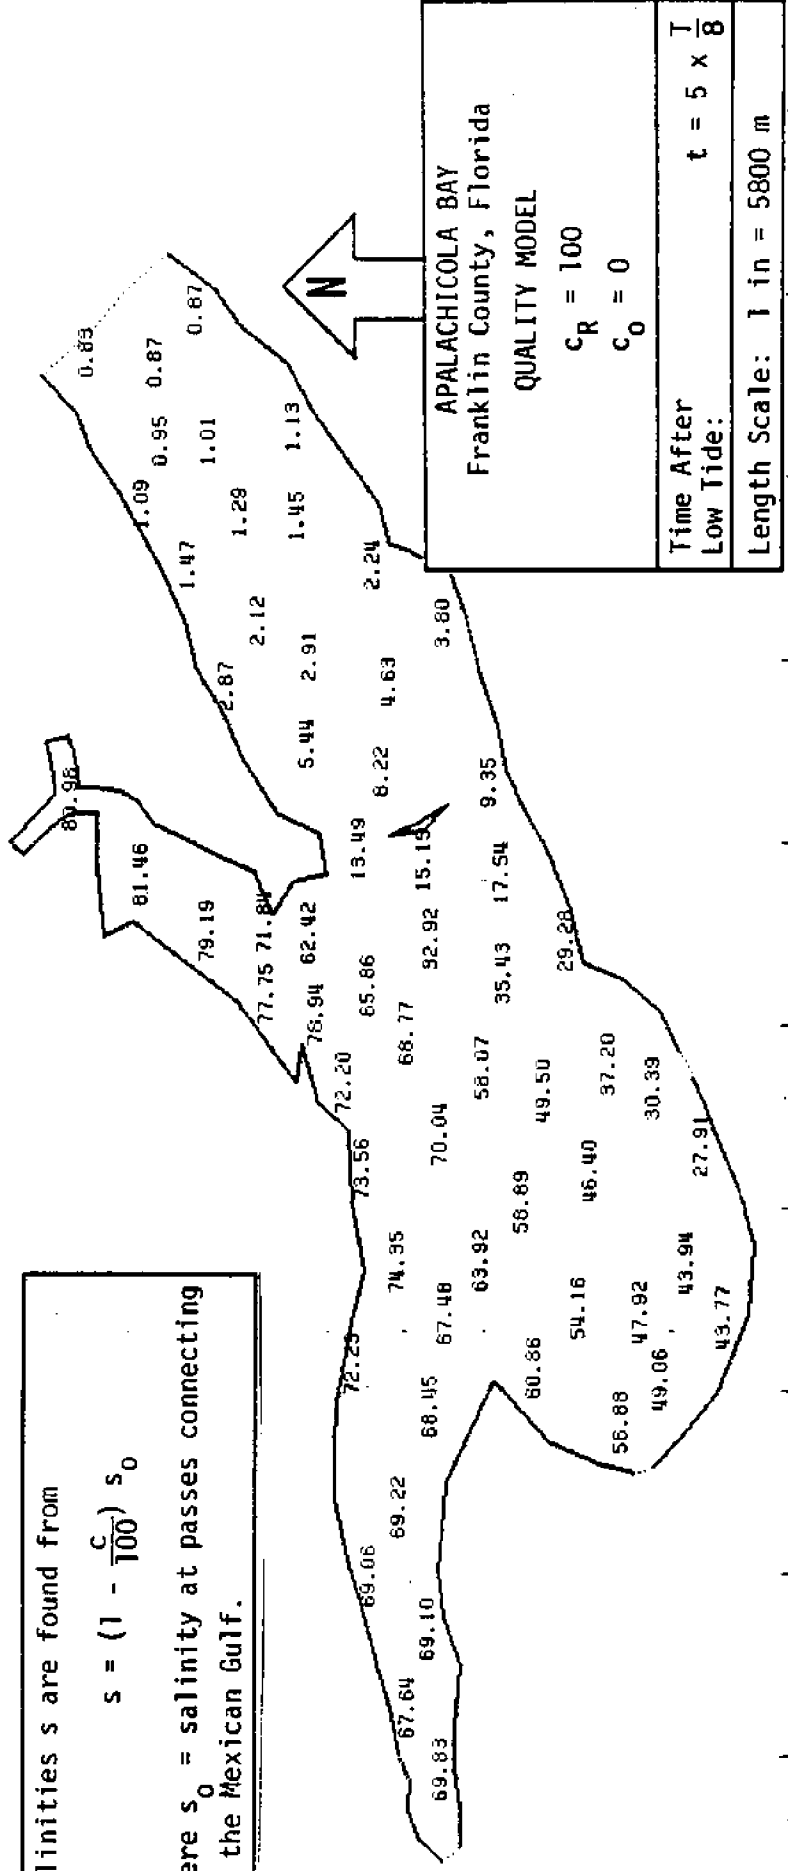 linities s are found from
s = (1 - c/100) s₀
ere s₀ = salinity at passes connecting
the Mexican Gulf.
81.46
79.19
77.75 71.84
78.94 62.42
72.20 65.86 13.49 8.22 5.44 2.91 2.12 1.29 1.01 0.87
73.56 68.77 32.92 15.15 4.63 2.24 1.45 1.13
2.87 1.47 1.09 0.95 0.83
0.87
3.80
72.25 74.35 70.04 58.07 35.43 17.54 9.35
69.06 69.22 68.45 67.48 63.92 58.89 49.50 29.28
67.64 69.10 60.86 54.16 46.40 37.20
69.83 56.88 49.06 47.92 43.94 30.39
43.77 27.91
N
APALACHICOLA BAY
Franklin County, Florida
QUALITY MODEL
c_R = 100
c₀ = 0
Time After
Low Tide: t = 5 x T/8
Length Scale: 1 in = 5800 m